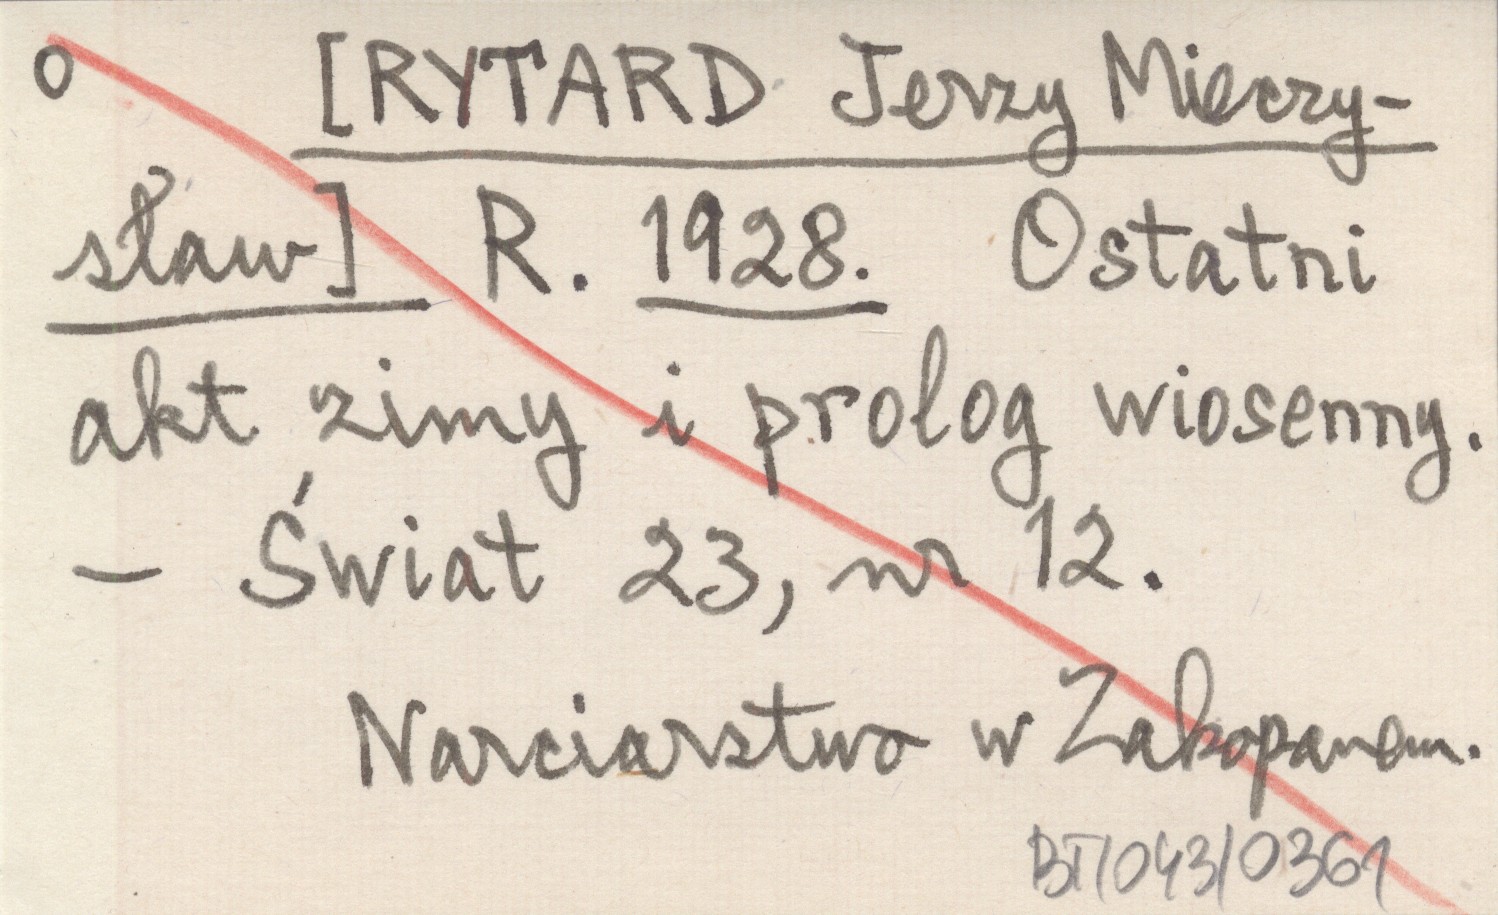 o [RYTARD Jerzy Mieczy-
sław] R. 1928. Ostatni
akt zimy i prolog wiosenny.
– Świat 23, nr 12.
Narciarstwo w Zakopanem.
BT/043/0361